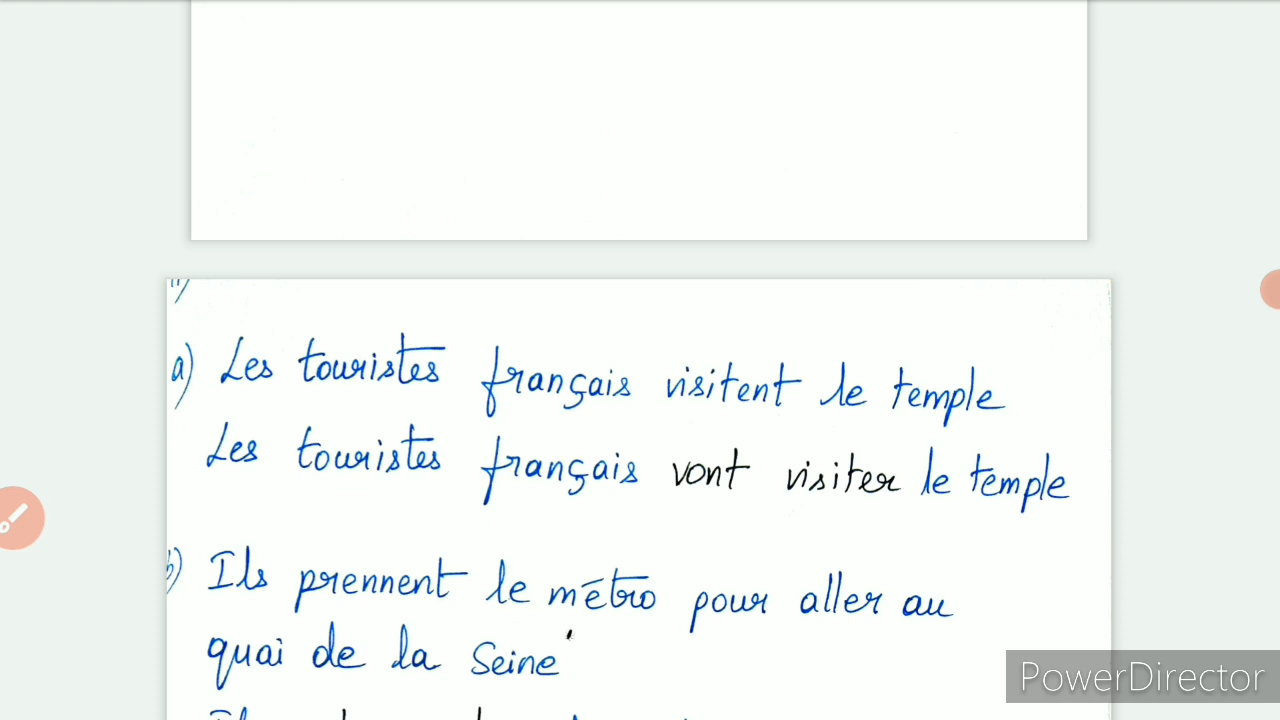 a) Les touristes français visitent le temple
Les touristes français vont visiter le temple
b) Ils prennent le métro pour aller au
quai de la Seine
Ils
PowerDirector